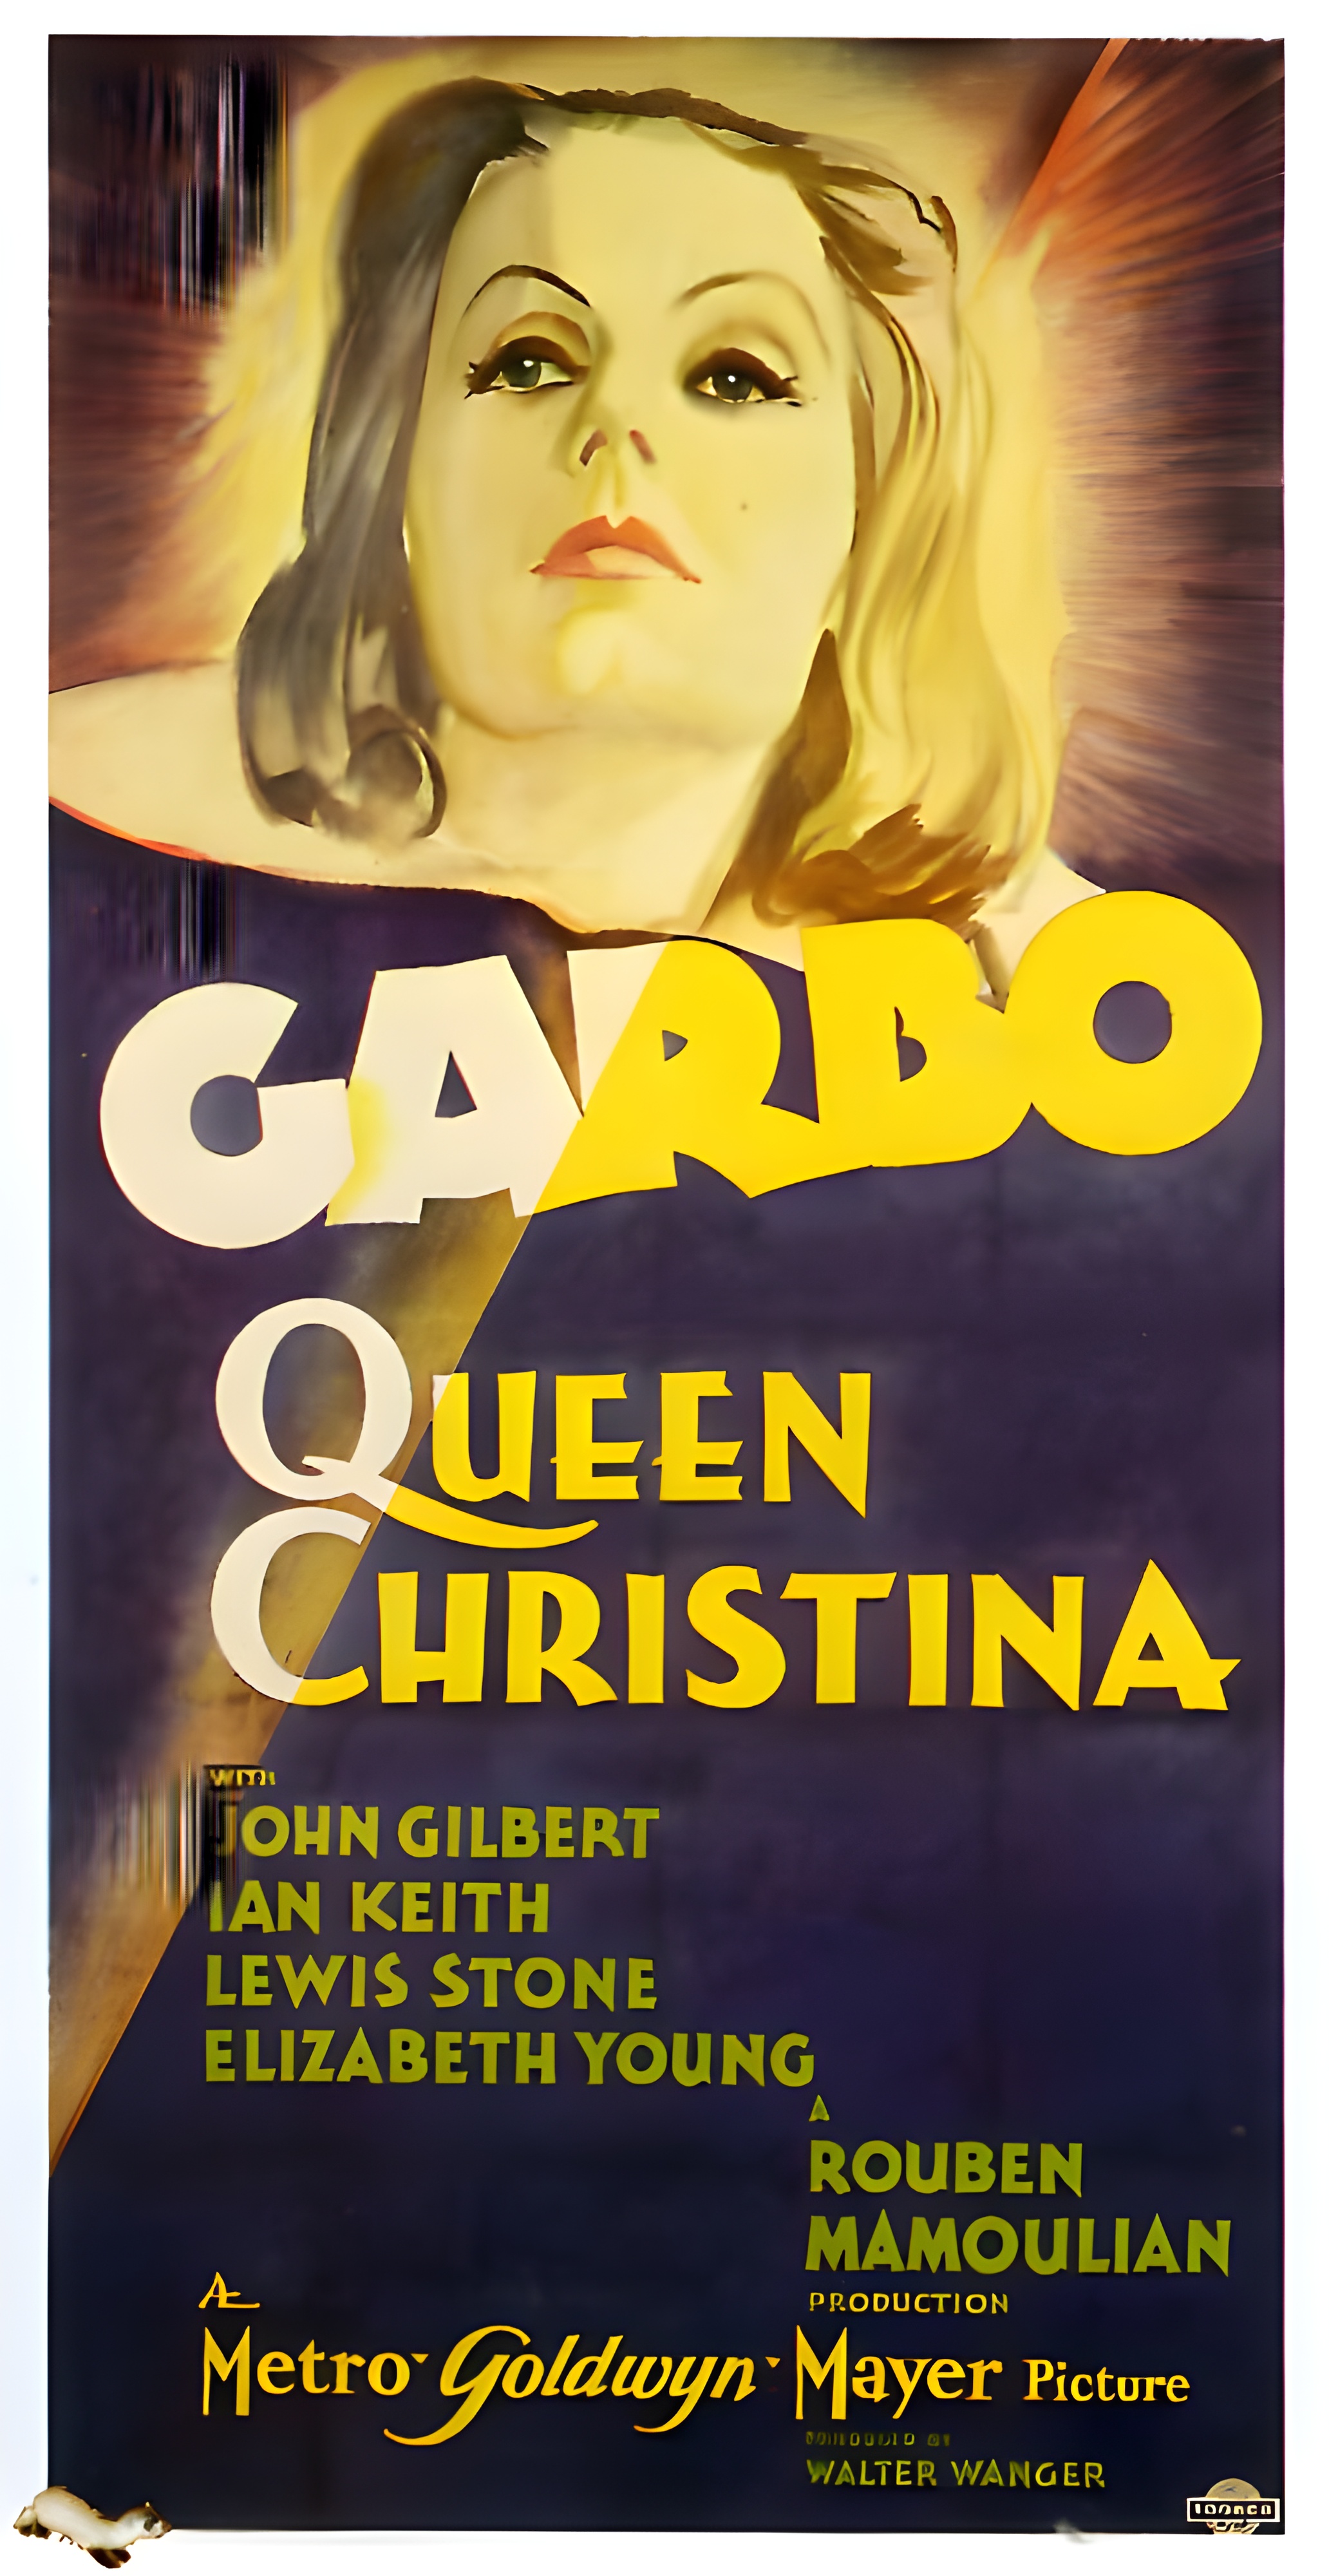 GARBO
QUEEN
CHRISTINA
WITH
JOHN GILBERT
IAN KEITH
LEWIS STONE
ELIZABETH YOUNG
A
ROUBEN
MAMOULIAN
PRODUCTION
A
Metro-Goldwyn-Mayer Picture
WALTER WANGER